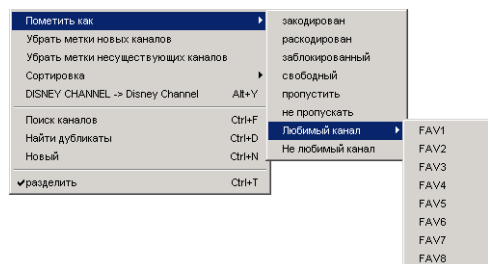 Пометить как
Убрать метки новых каналов
Убрать метки несуществующих каналов
Сортировка
DISNEY CHANNEL -> Disney Channel Alt+Y
Поиск каналов Ctrl+F
Найти дубликаты Ctrl+D
Новый Ctrl+N
разделить Ctrl+T
закодирован
раскодирован
заблокированный
свободный
пропустить
не пропускать
Любимый канал
Не любимый канал
FAV1
FAV2
FAV3
FAV4
FAV5
FAV6
FAV7
FAV8